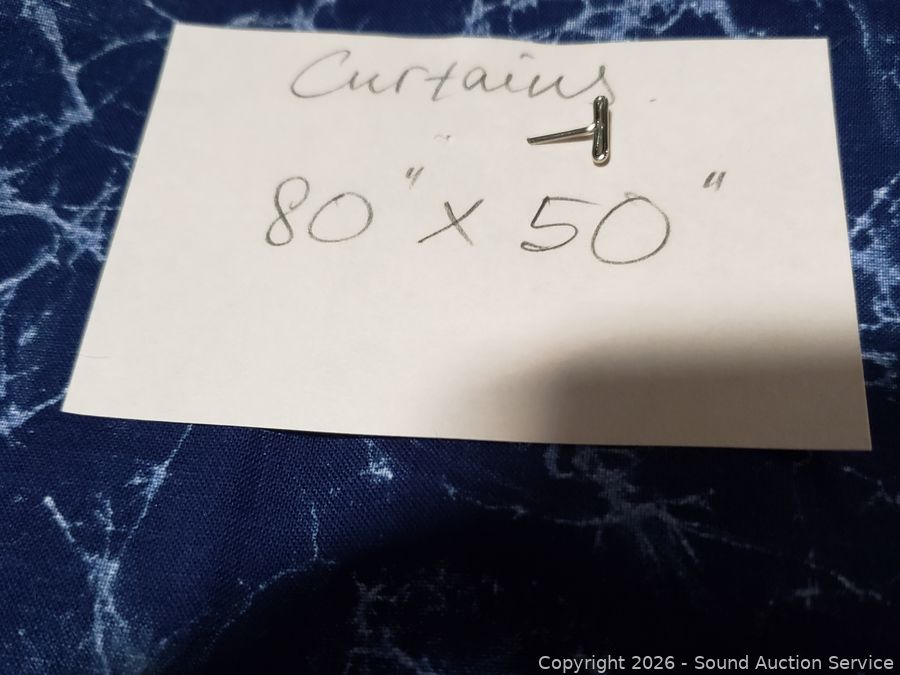 Curtains
80" x 50"
Copyright 2026 - Sound Auction Service